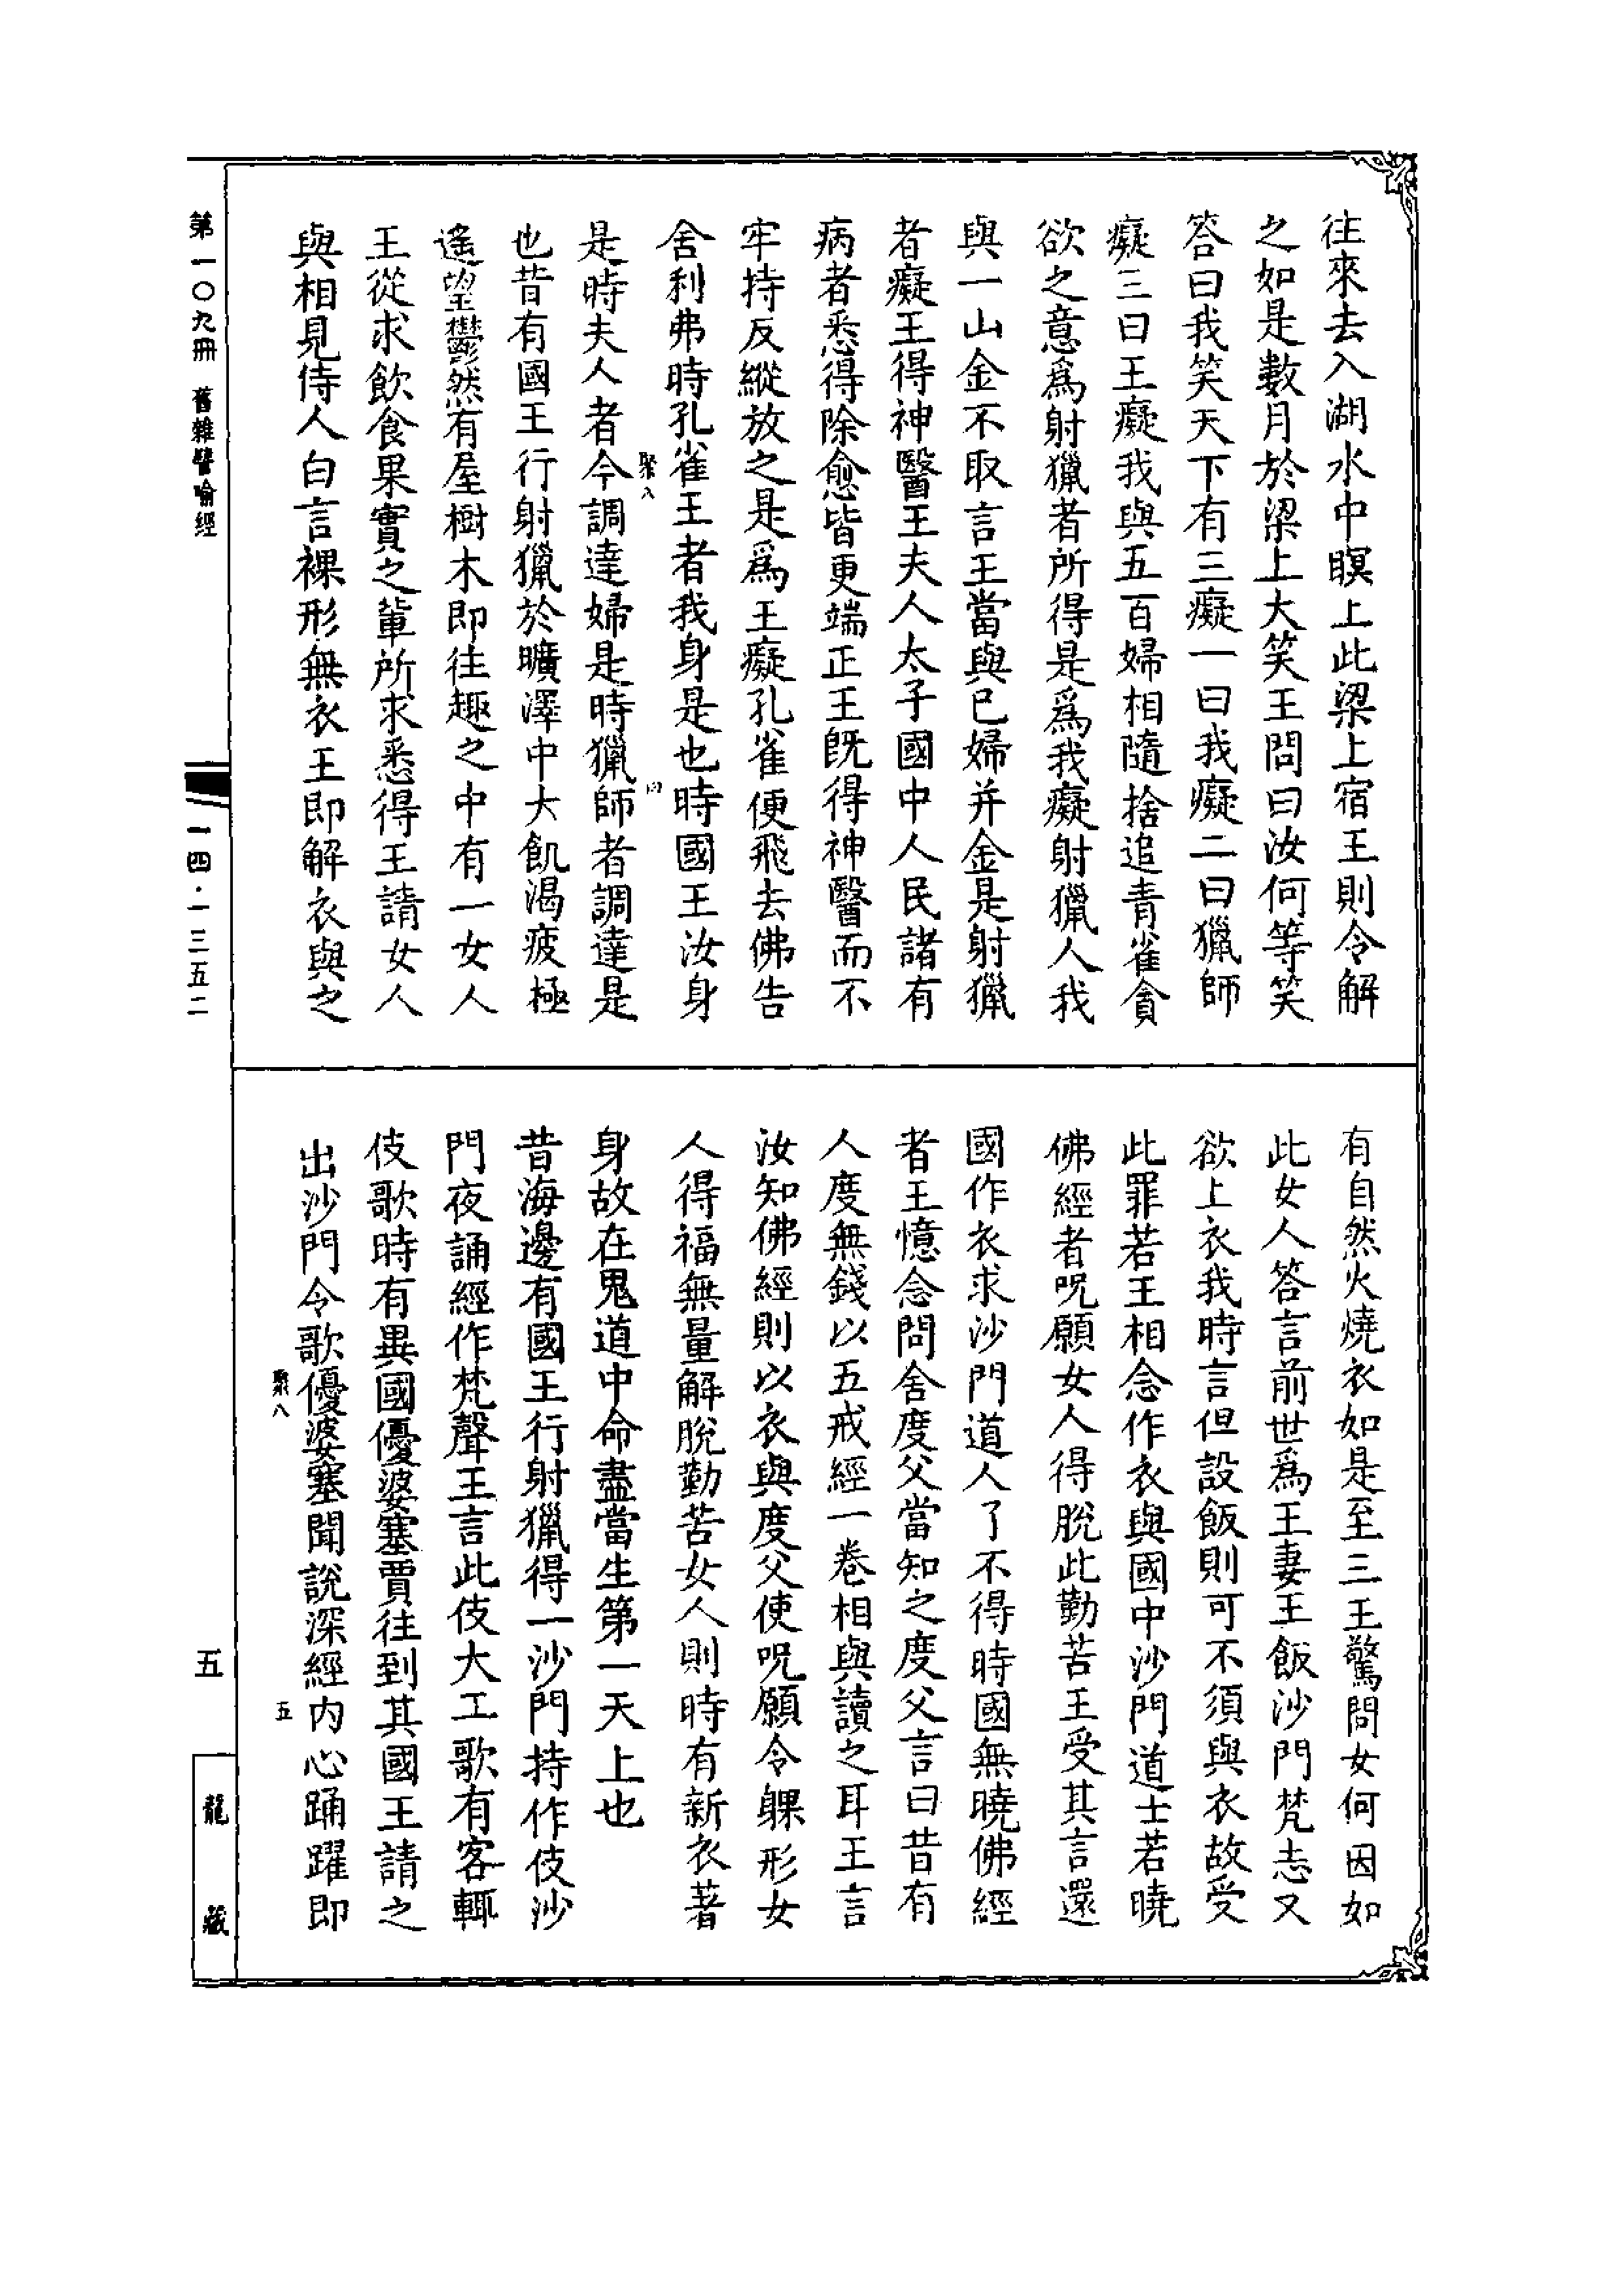 往來去入湖水中瞑上此梁上宿王則令解
之如是數月於梁上大笑王問曰汝何等笑
答曰我笑天下有三癡一曰我癡二曰獵師
癡三曰王癡我與五百婦相隨捨追青雀貪
欲之意爲射獵者所得是爲我癡射獵人我
與一山金不取言王當與已婦并金是射獵
者癡王得神醫王夫人太子國中人民諸有
病者悉得除愈皆更端正王旣得神醫而不
牢持反縱放之是爲王癡孔雀便飛去佛告
舍利弗時孔雀王者我身是也時國王汝身
是時夫人者今調達婦是時獵師者調達是
聚八
四
也昔有國王行射獵於曠澤中大飢渴疲極
遙望鬱然有屋樹木即往趣之中有一女人
王從求飲食果實之輩所求悉得王請女人
與相見侍人白言裸形無衣王即解衣與之
有自然火燒衣如是至三王驚問女何因如
此女人答言前世爲王妻王飯沙門梵志又
欲上衣我時言但設飯則可不須與衣故受
此罪若王相念作衣與國中沙門道士若曉
佛經者呪願女人得脫此勤苦王受其言還
國作衣求沙門道人了不得時國無曉佛經
者王憶念問舍度父當知之度父言曰昔有
人度無錢以五戒經一卷相與讀之耳王言
汝知佛經則以衣與度父使呪願令躶形女
人得福無量解脫勤苦女人則時有新衣著
身故在鬼道中命盡當生第一天上也
昔海邊有國王行射獵得一沙門持作伎沙
門夜誦經作梵聲王言此伎大工歌有客輒
伎歌時有異國優婆塞賈往到其國王請之
出沙門令歌優婆塞聞說深經内心踊躍即
聚八
五
第一〇九冊 舊雜譬喻經
一四·一三五二
五
龍藏